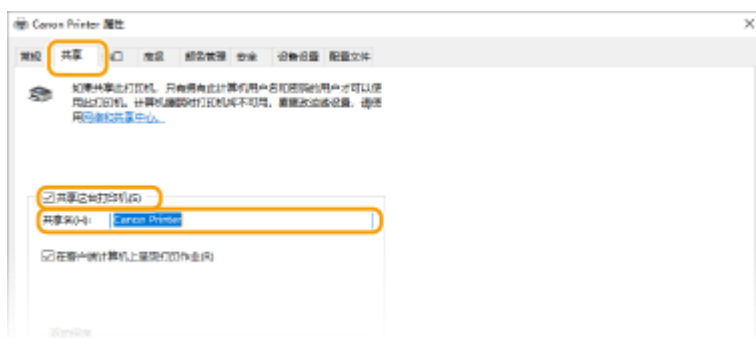 Canon Printer 属性
常规 共享 端口 高级 颜色管理 安全 设备设置 配置文件
如果共享此打印机，只有拥有此计算机用户名和密码的用户才可以使
用此打印机。计算机睡眠时打印机将不可用。要更改这些设置，请使
用网络和共享中心。
共享这台打印机(S)
共享名(H): Canon Printer
在客户端计算机上呈现打印作业(R)